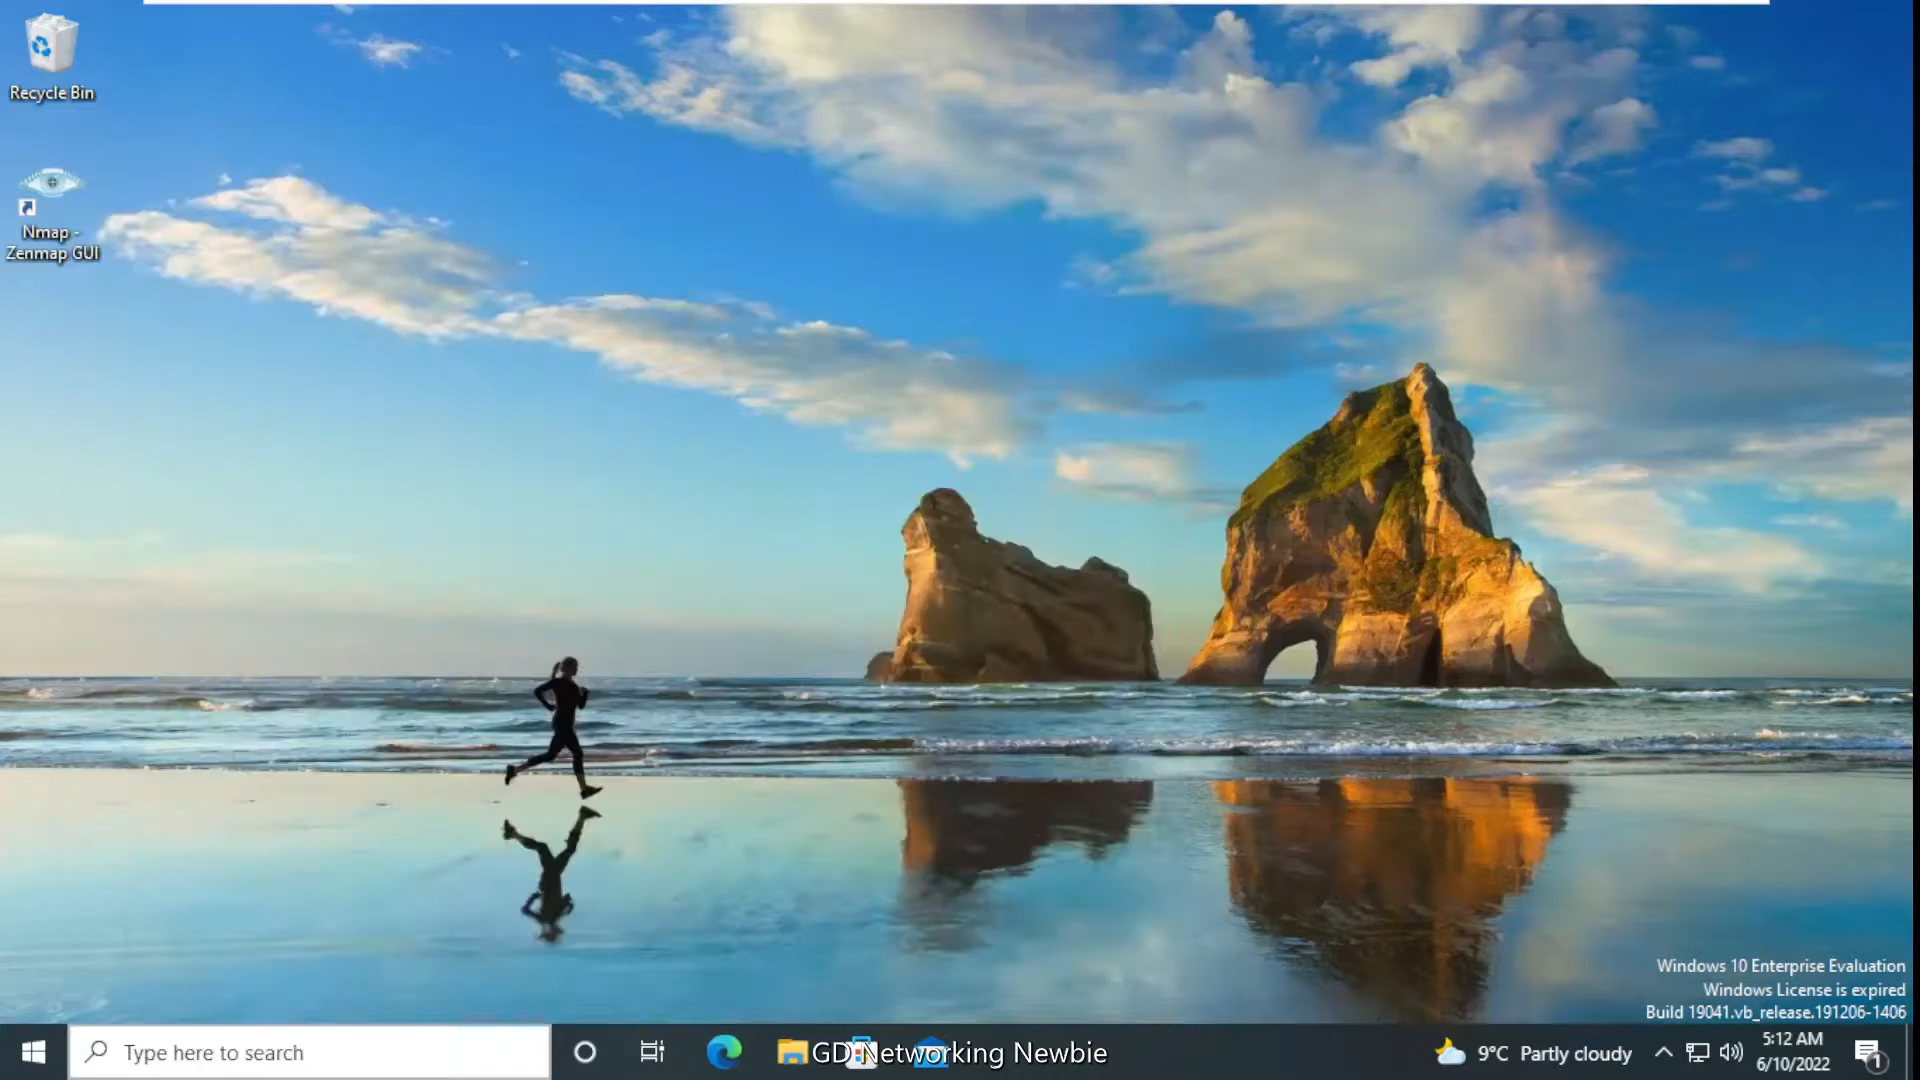 Recycle Bin
Nmap -
Zenmap GUI
Windows 10 Enterprise Evaluation
Windows License is expired
Build 19041.vb_release.191206-1406
Type here to search
GD Networking Newbie
9°C Partly cloudy
5:12 AM
6/10/2022
1